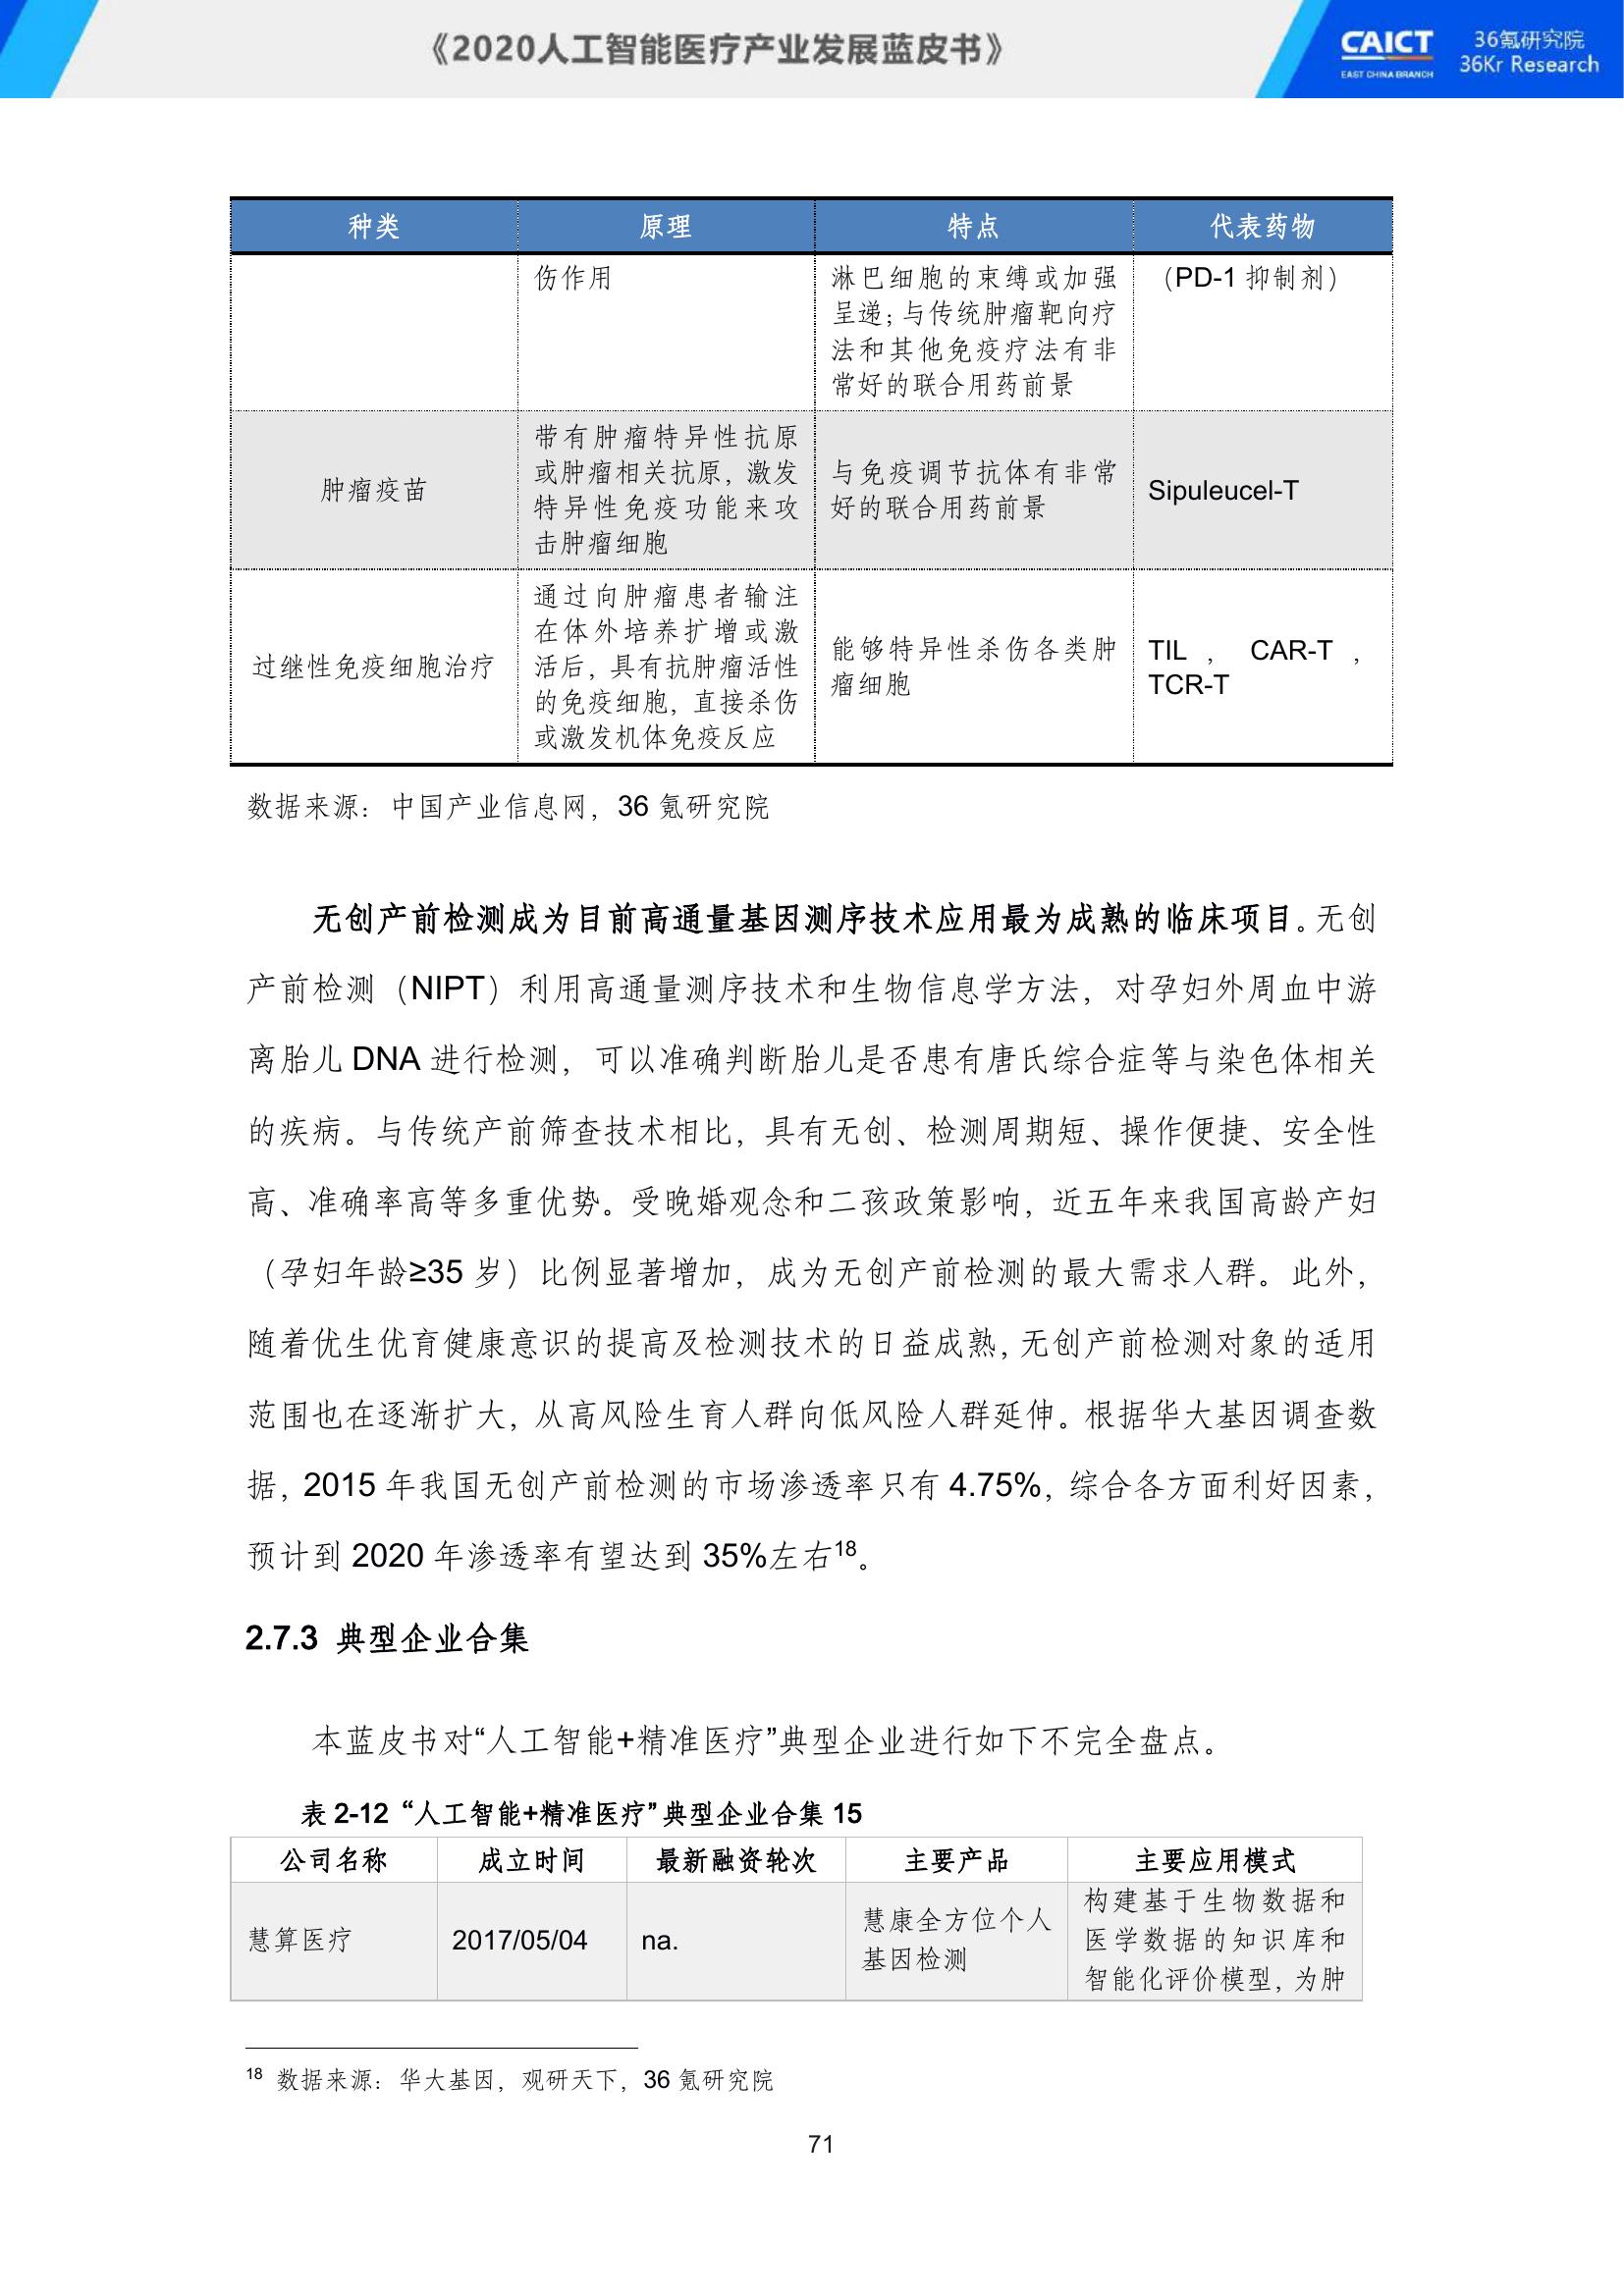 《2020人工智能医疗产业发展蓝皮书》
CAICT
EAST CHINA BRANCH
36氪研究院
36Kr Research
种类 原理 特点 代表药物
伤作用
淋巴细胞的束缚或加强
呈递；与传统肿瘤靶向疗
法和其他免疫疗法有非
常好的联合用药前景
（PD-1 抑制剂）
肿瘤疫苗
带有肿瘤特异性抗原
或肿瘤相关抗原，激发
特异性免疫功能来攻
击肿瘤细胞
与免疫调节抗体有非常
好的联合用药前景
Sipuleucel-T
过继性免疫细胞治疗
通过向肿瘤患者输注
在体外培养扩增或激
活后，具有抗肿瘤活性
的免疫细胞，直接杀伤
或激发机体免疫反应
能够特异性杀伤各类肿
瘤细胞
TIL ， CAR-T ，
TCR-T
数据来源：中国产业信息网，36 氪研究院
无创产前检测成为目前高通量基因测序技术应用最为成熟的临床项目。无创
产前检测（NIPT）利用高通量测序技术和生物信息学方法，对孕妇外周血中游
离胎儿 DNA 进行检测，可以准确判断胎儿是否患有唐氏综合症等与染色体相关
的疾病。与传统产前筛查技术相比，具有无创、检测周期短、操作便捷、安全性
高、准确率高等多重优势。受晚婚观念和二孩政策影响，近五年来我国高龄产妇
（孕妇年龄≥35 岁）比例显著增加，成为无创产前检测的最大需求人群。此外，
随着优生优育健康意识的提高及检测技术的日益成熟，无创产前检测对象的适用
范围也在逐渐扩大，从高风险生育人群向低风险人群延伸。根据华大基因调查数
据，2015 年我国无创产前检测的市场渗透率只有 4.75%，综合各方面利好因素，
预计到 2020 年渗透率有望达到 35%左右18。
2.7.3 典型企业合集
本蓝皮书对“人工智能+精准医疗”典型企业进行如下不完全盘点。
表 2-12 “人工智能+精准医疗”典型企业合集 15
公司名称 成立时间 最新融资轮次 主要产品 主要应用模式
慧算医疗
2017/05/04
na.
慧康全方位个人
基因检测
构建基于生物数据和
医学数据的知识库和
智能化评价模型，为肿
18 数据来源：华大基因，观研天下，36 氪研究院
71